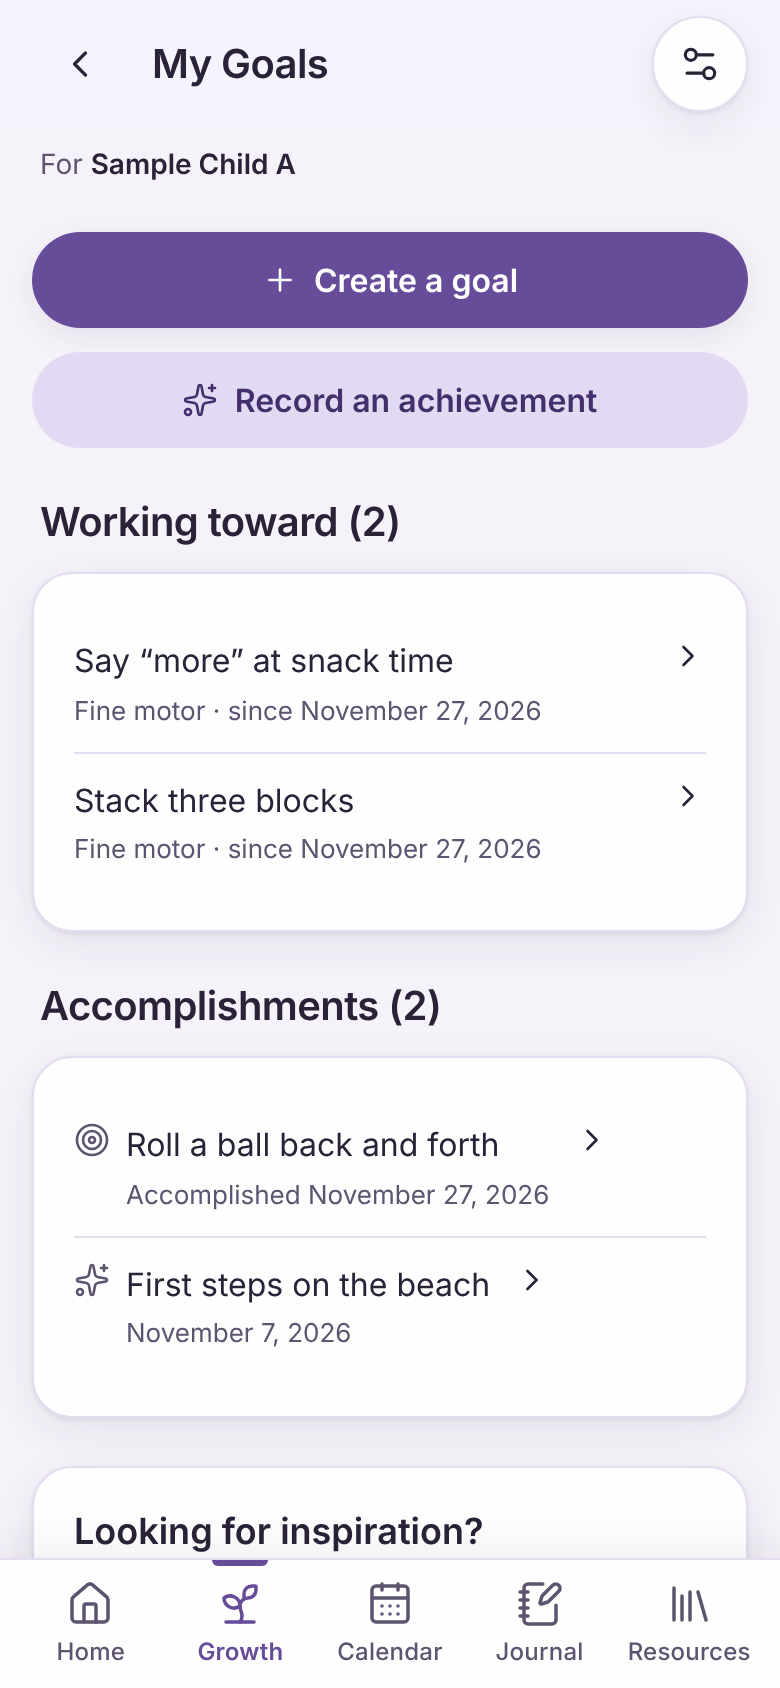 My Goals
For Sample Child A
Create a goal
Record an achievement
Working toward (2)
Say “more” at snack time
Fine motor · since November 27, 2026
Stack three blocks
Fine motor · since November 27, 2026
Accomplishments (2)
Roll a ball back and forth
Accomplished November 27, 2026
First steps on the beach
November 7, 2026
Looking for inspiration?
Home Growth Calendar Journal Resources